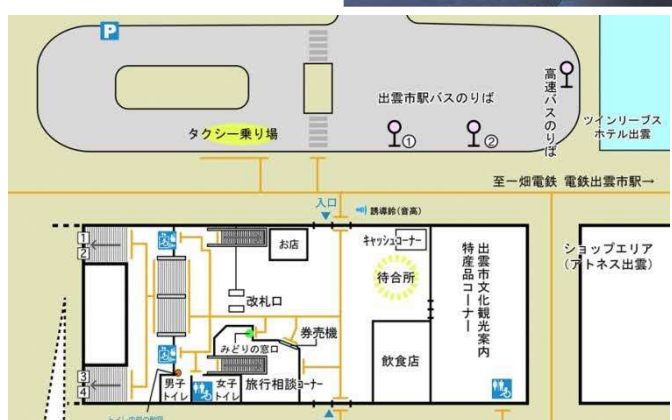 P
高速バスのりば
出雲市駅バスのりば
タクシー乗り場
① ②
ツインリーブス
ホテル出雲
至一畑電鉄 電鉄出雲市駅→
入口
誘導鈴(音高)
1
2
お店
キャッシュコーナー
待合所
出雲市文化観光案内
特産品コーナー
ショップエリア
(アトネス出雲)
改札口
券売機
みどりの窓口
飲食店
3
4
男子
トイレ
女子
トイレ
旅行相談コーナー